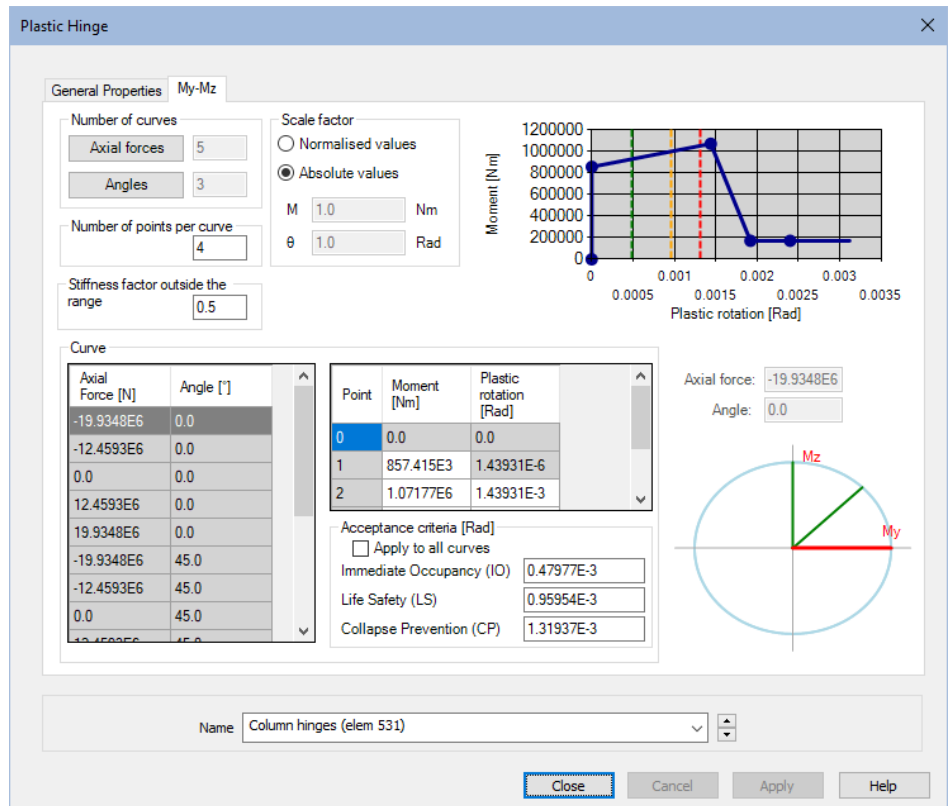 Plastic Hinge
General Properties My-Mz
Number of curves
Axial forces 5
Angles 3
Number of points per curve
4
Stiffness factor outside the
range 0.5
Scale factor
Normalised values
Absolute values
M 1.0 Nm
θ 1.0 Rad
Moment [Nm]
1200000
1000000
800000
600000
400000
200000
0
0 0.001 0.002 0.003
0.0005 0.0015 0.0025 0.0035
Plastic rotation [Rad]
Curve
Axial
Force [N] Angle [°]
-19.9348E6 0.0
-12.4593E6 0.0
0.0 0.0
12.4593E6 0.0
19.9348E6 0.0
-19.9348E6 45.0
-12.4593E6 45.0
0.0 45.0
12.4593E6 45.0
Point Moment
[Nm] Plastic
rotation
[Rad]
0 0.0 0.0
1 857.415E3 1.43931E-6
2 1.07177E6 1.43931E-3
Acceptance criteria [Rad]
Apply to all curves
Immediate Occupancy (IO) 0.47977E-3
Life Safety (LS) 0.95954E-3
Collapse Prevention (CP) 1.31937E-3
Axial force: -19.9348E6
Angle: 0.0
Mz
My
Name Column hinges (elem 531)
Close Cancel Apply Help